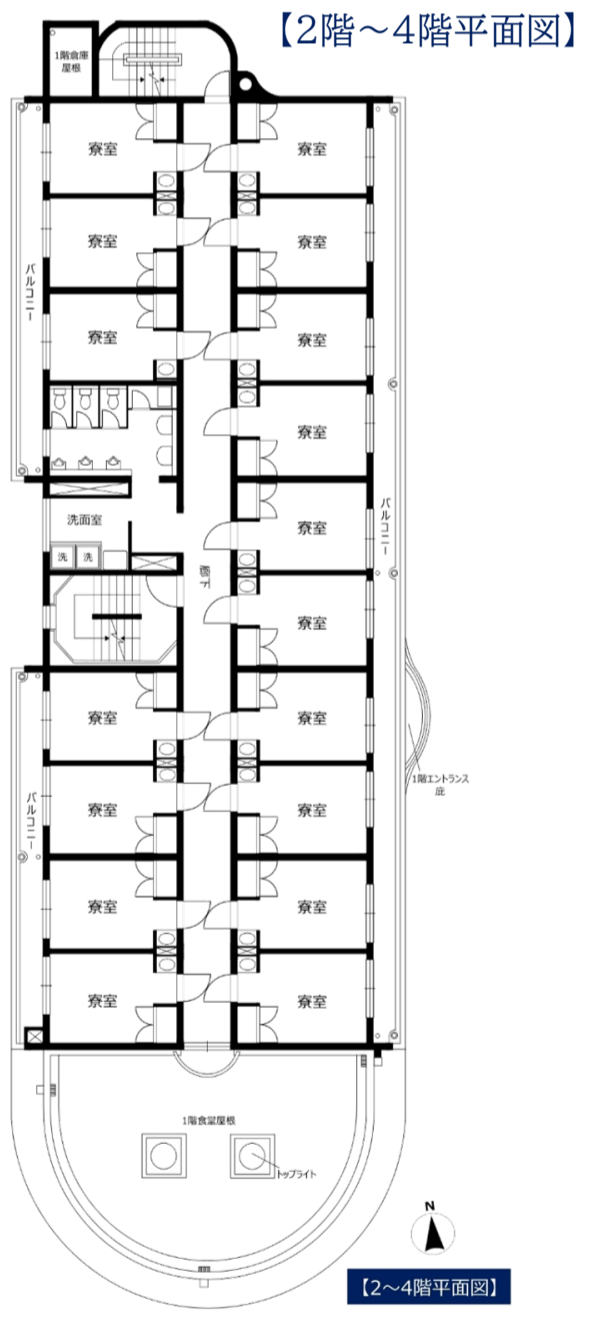 【2階～4階平面図】
1階倉庫
屋根
寮室
寮室
寮室
寮室
バルコニー
寮室
寮室
寮室
バルコニー
洗面室
寮室
洗
洗
廊下
寮室
寮室
寮室
1階エントランス
庇
バルコニー
寮室
寮室
寮室
寮室
寮室
寮室
1階食堂屋根
トップライト
N
【2～4階平面図】